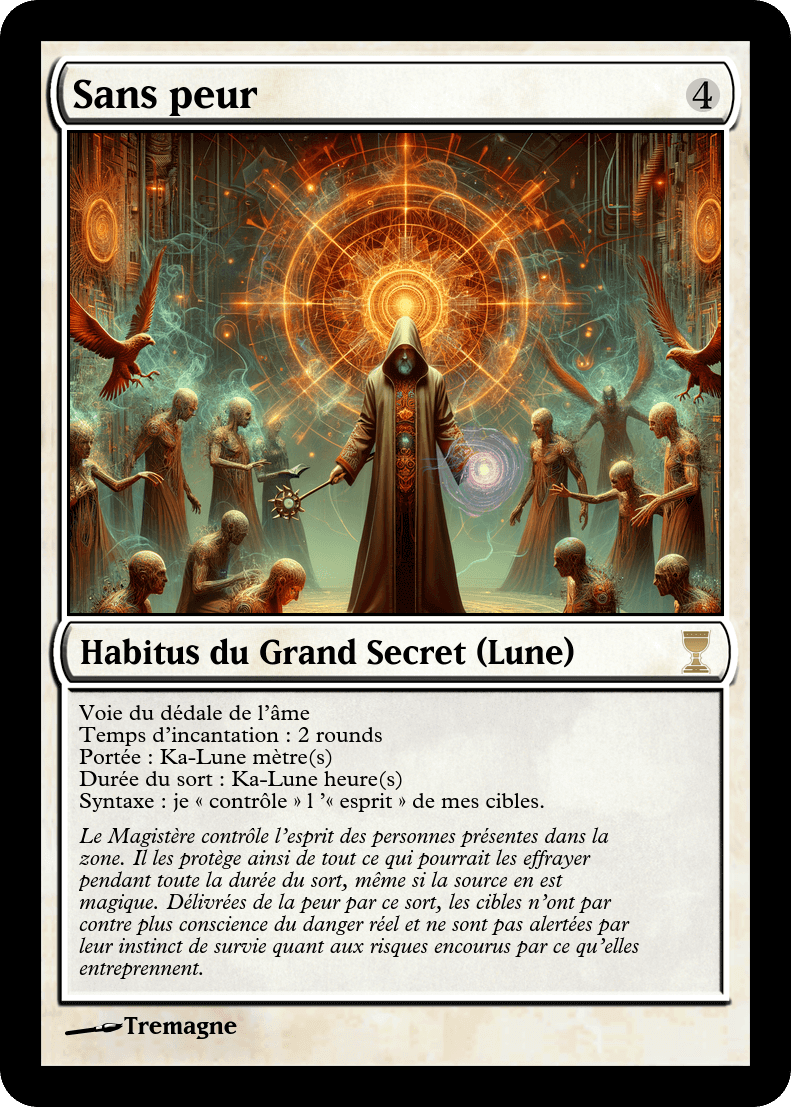 Sans peur
4
Habitus du Grand Secret (Lune)
Voie du dédale de l'âme
Temps d'incantation : 2 rounds
Portée : Ka-Lune mètre(s)
Durée du sort : Ka-Lune heure(s)
Syntaxe : je « contrôle » l '« esprit » de mes cibles.
Le Magistère contrôle l'esprit des personnes présentes dans la
zone. Il les protège ainsi de tout ce qui pourrait les effrayer
pendant toute la durée du sort, même si la source en est
magique. Délivrées de la peur par ce sort, les cibles n'ont par
contre plus conscience du danger réel et ne sont pas alertées par
leur instinct de survie quant aux risques encourus par ce qu'elles
entreprennent.
Tremagne